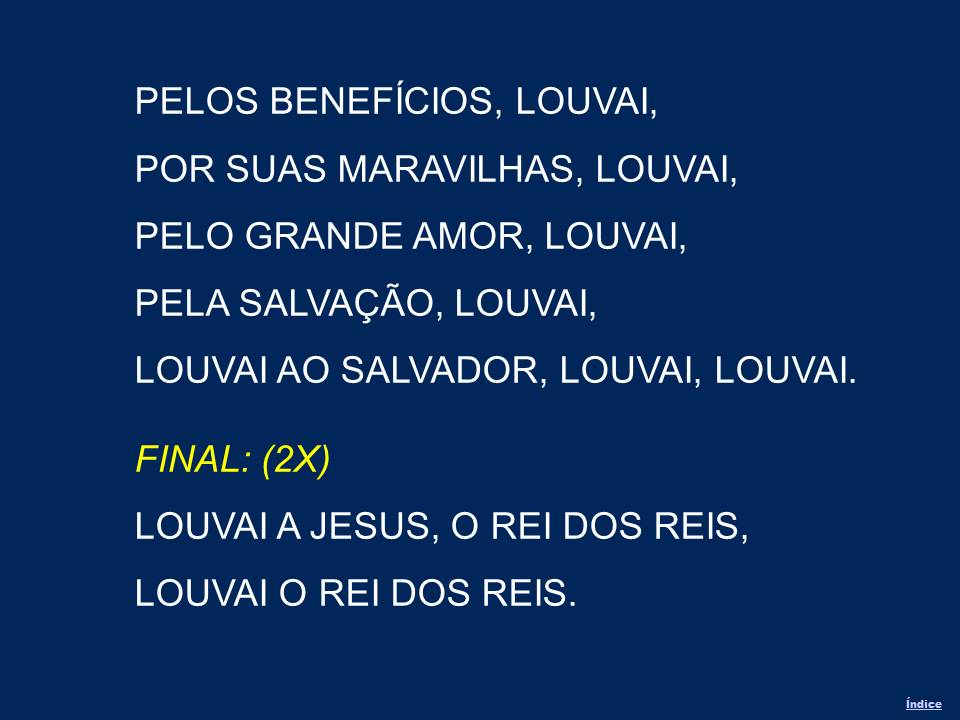 PELOS BENEFÍCIOS, LOUVAI,
POR SUAS MARAVILHAS, LOUVAI,
PELO GRANDE AMOR, LOUVAI,
PELA SALVAÇÃO, LOUVAI,
LOUVAI AO SALVADOR, LOUVAI, LOUVAI.
FINAL: (2X)
LOUVAI A JESUS, O REI DOS REIS,
LOUVAI O REI DOS REIS.
Índice